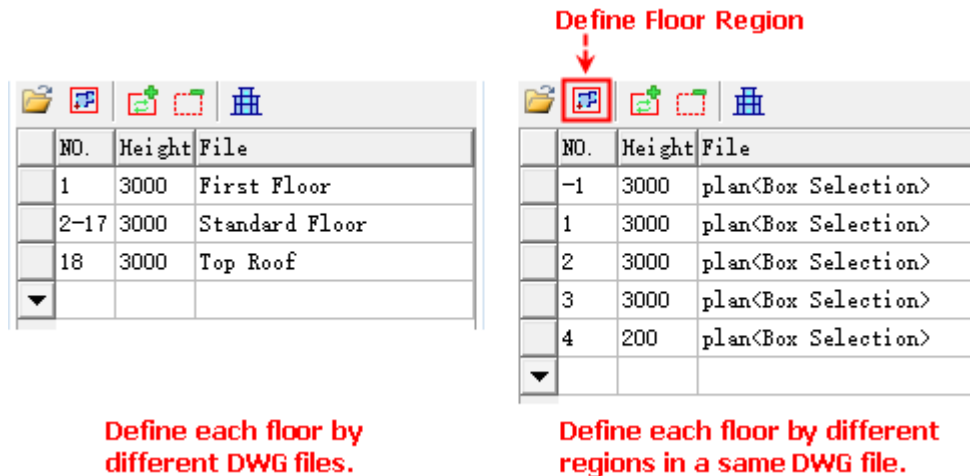 Define Floor Region
NO. Height File
1 3000 First Floor
2-17 3000 Standard Floor
18 3000 Top Roof
Define each floor by
different DWG files.
NO. Height File
-1 3000 plan<Box Selection>
1 3000 plan<Box Selection>
2 3000 plan<Box Selection>
3 3000 plan<Box Selection>
4 200 plan<Box Selection>
Define each floor by different
regions in a same DWG file.